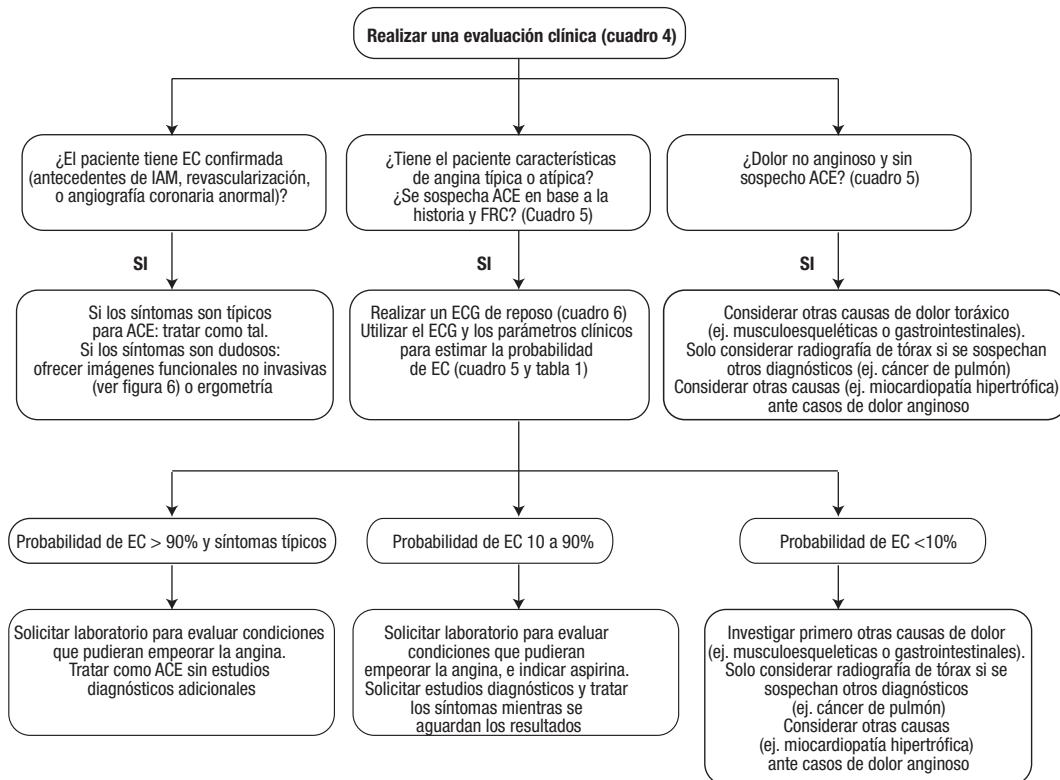 Realizar una evaluación clínica (cuadro 4)
¿El paciente tiene EC confirmada
(antecedentes de IAM, revascularización,
o angiografía coronaria anormal)?
¿Tiene el paciente características
de angina típica o atípica?
¿Se sospecha ACE en base a la
historia y FRC? (Cuadro 5)
¿Dolor no anginoso y sin
sospecho ACE? (cuadro 5)
SI
SI
SI
Si los síntomas son típicos
para ACE: tratar como tal.
Si los síntomas son dudosos:
ofrecer imágenes funcionales no invasivas
(ver figura 6) o ergometría
Realizar un ECG de reposo (cuadro 6)
Utilizar el ECG y los parámetros clínicos
para estimar la probabilidad
de EC (cuadro 5 y tabla 1)
Considerar otras causas de dolor toráxico
(ej. musculoesqueléticas o gastrointestinales).
Solo considerar radiografía de tórax si se sospechan
otros diagnósticos (ej. cáncer de pulmón)
Considerar otras causas (ej. miocardiopatía hipertrófica)
ante casos de dolor anginoso
Probabilidad de EC > 90% y síntomas típicos
Probabilidad de EC 10 a 90%
Probabilidad de EC <10%
Solicitar laboratorio para evaluar condiciones
que pudieran empeorar la angina.
Tratar como ACE sin estudios
diagnósticos adicionales
Solicitar laboratorio para evaluar
condiciones que pudieran
empeorar la angina, e indicar aspirina.
Solicitar estudios diagnósticos y tratar
los síntomas mientras se
aguardan los resultados
Investigar primero otras causas de dolor
(ej. musculoesqueleticas o gastrointestinales).
Solo considerar radiografía de tórax si se
sospechan otros diagnósticos
(ej. cáncer de pulmón)
Considerar otras causas
(ej. miocardiopatía hipertrófica)
ante casos de dolor anginoso